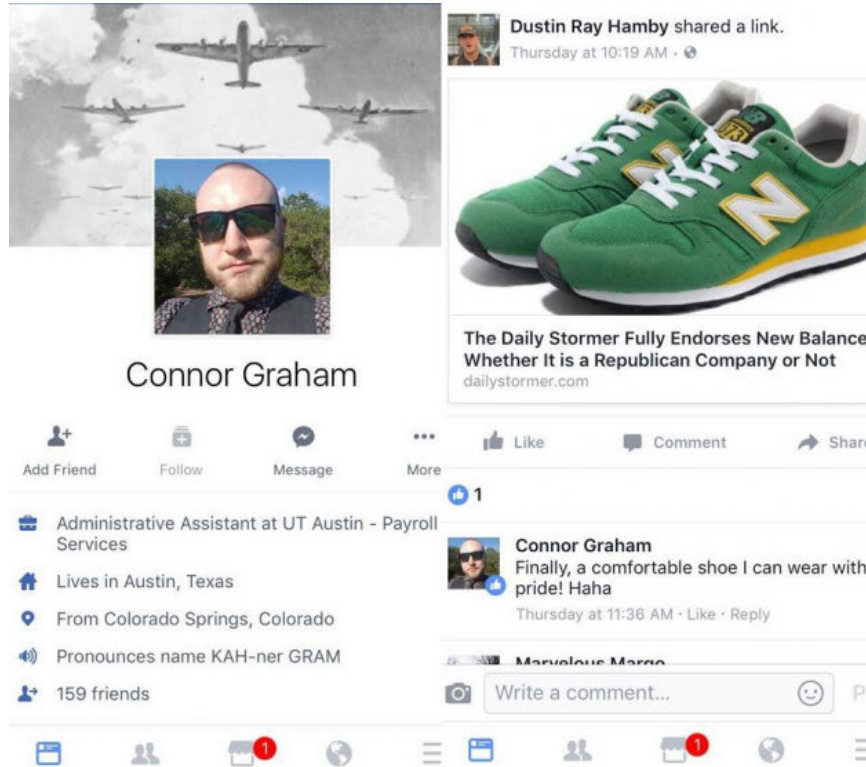 Connor Graham
Add Friend
Follow
Message
More
Administrative Assistant at UT Austin - Payroll
Services
Lives in Austin, Texas
From Colorado Springs, Colorado
Pronounces name KAH-ner GRAM
159 friends
1
Dustin Ray Hamby shared a link.
Thursday at 10:19 AM ·
NB
N
N
The Daily Stormer Fully Endorses New Balance
Whether It is a Republican Company or Not
dailystormer.com
Like
Comment
Share
1
Connor Graham
Finally, a comfortable shoe I can wear with
pride! Haha
Thursday at 11:36 AM · Like · Reply
Marvelous Margo
Write a comment...
P
1